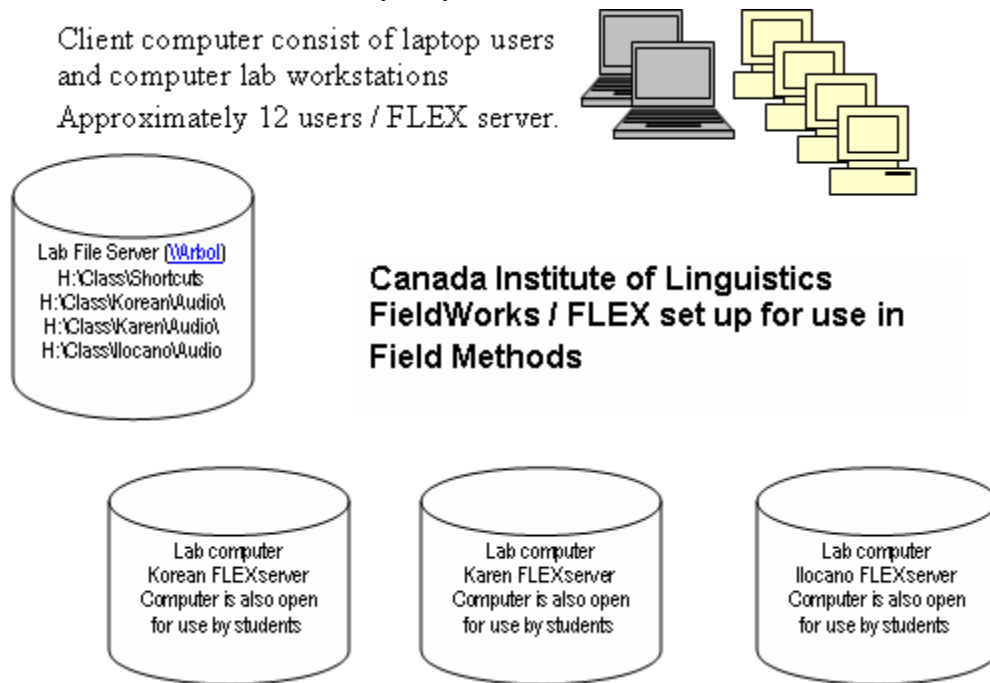 Client computer consist of laptop users
and computer lab workstations
Approximately 12 users / FLEX server.
Lab File Server (\\Arbol)
H:\Class\Shortcuts
H:\Class\Korean\Audio\
H:\Class\Karen\Audio\
H:\Class\Ilocano\Audio
Canada Institute of Linguistics
FieldWorks / FLEX set up for use in
Field Methods
Lab computer
Korean FLEXserver
Computer is also open
for use by students
Lab computer
Karen FLEXserver
Computer is also open
for use by students
Lab computer
Ilocano FLEXserver
Computer is also open
for use by students